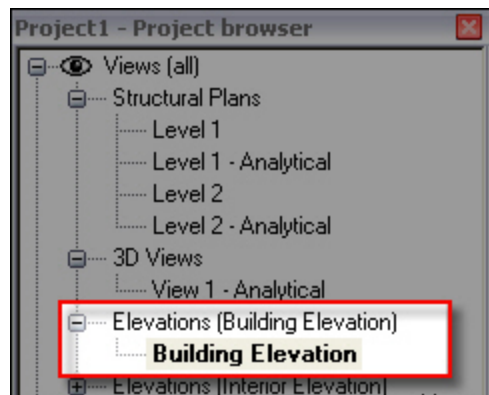 Project1 - Project browser
Views (all)
Structural Plans
Level 1
Level 1 - Analytical
Level 2
Level 2 - Analytical
3D Views
View 1 - Analytical
Elevations (Building Elevation)
Building Elevation
Elevations (Interior Elevation)